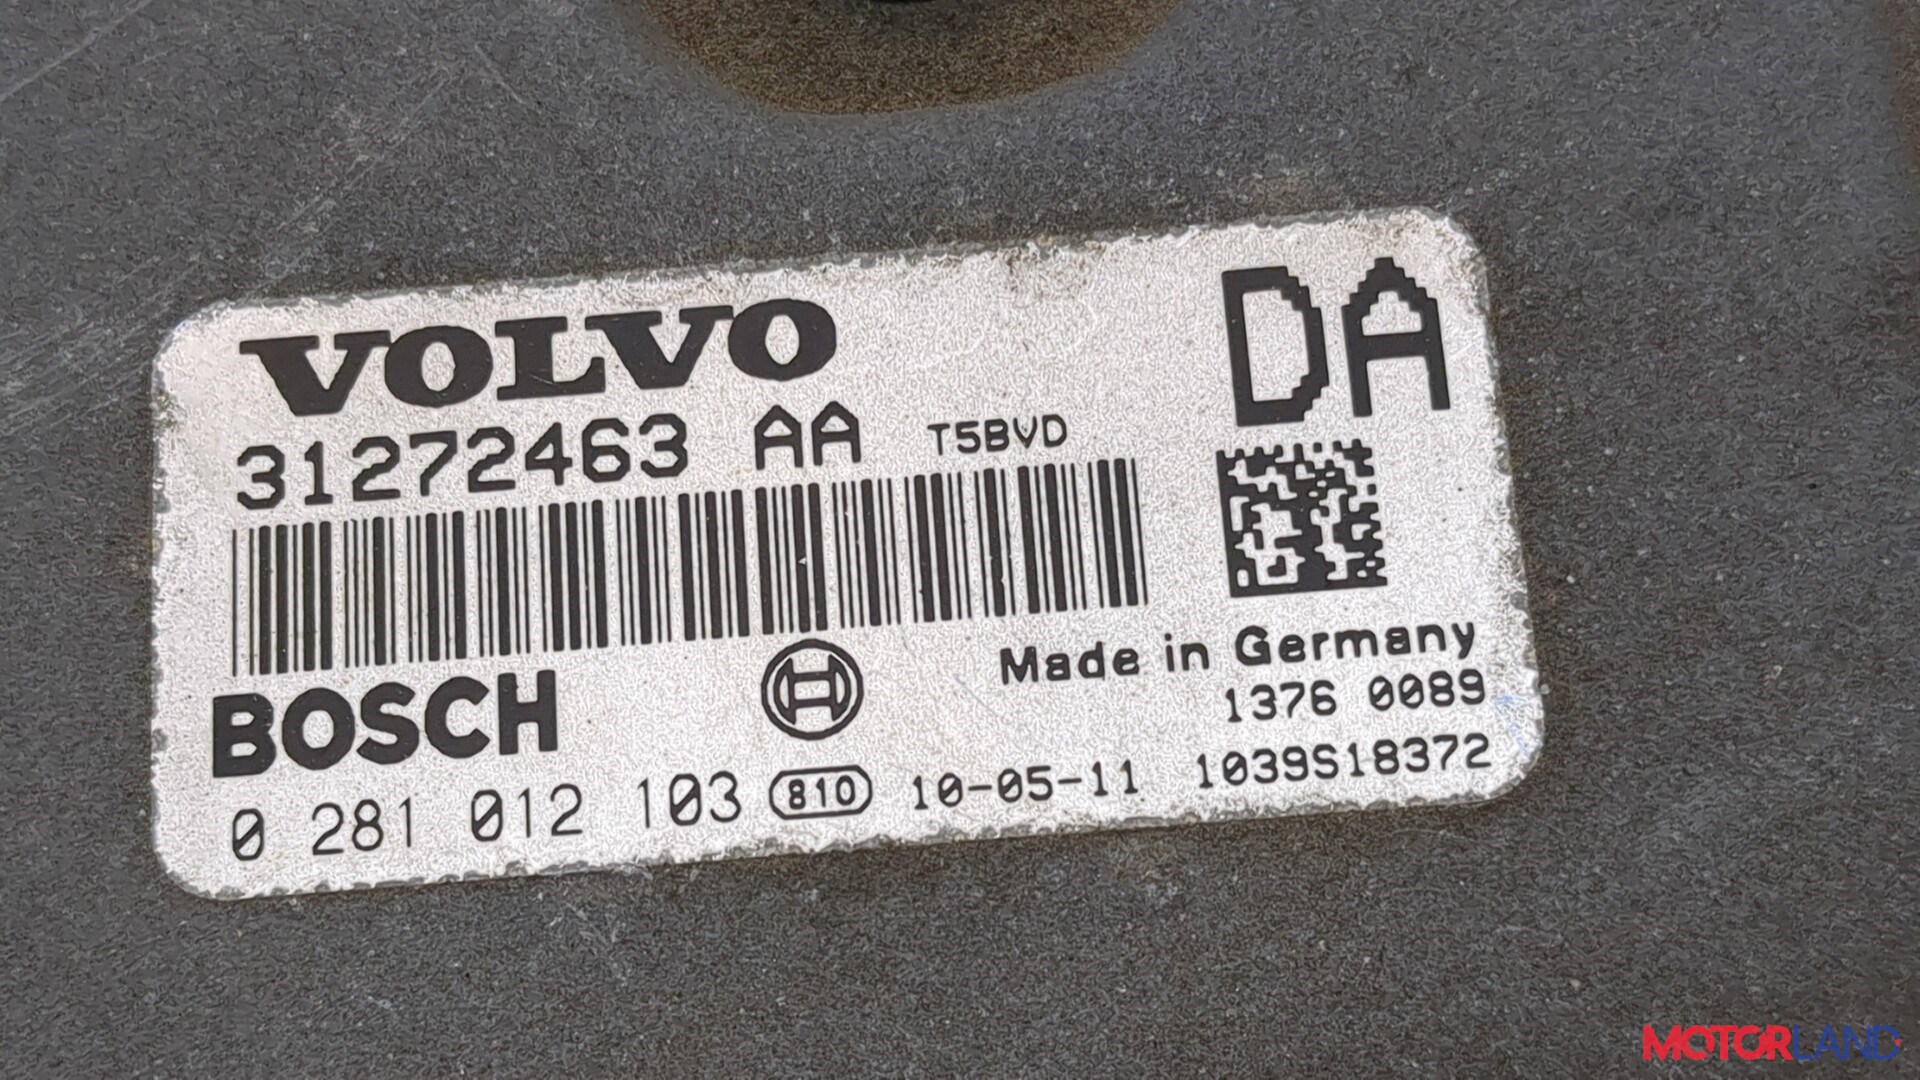 VOLVO
DA
31272463 AA T5BVD
BOSCH
Made in Germany
1376 0089
0 281 012 103 810 10-05-11 1039S18372
MOTORLAND